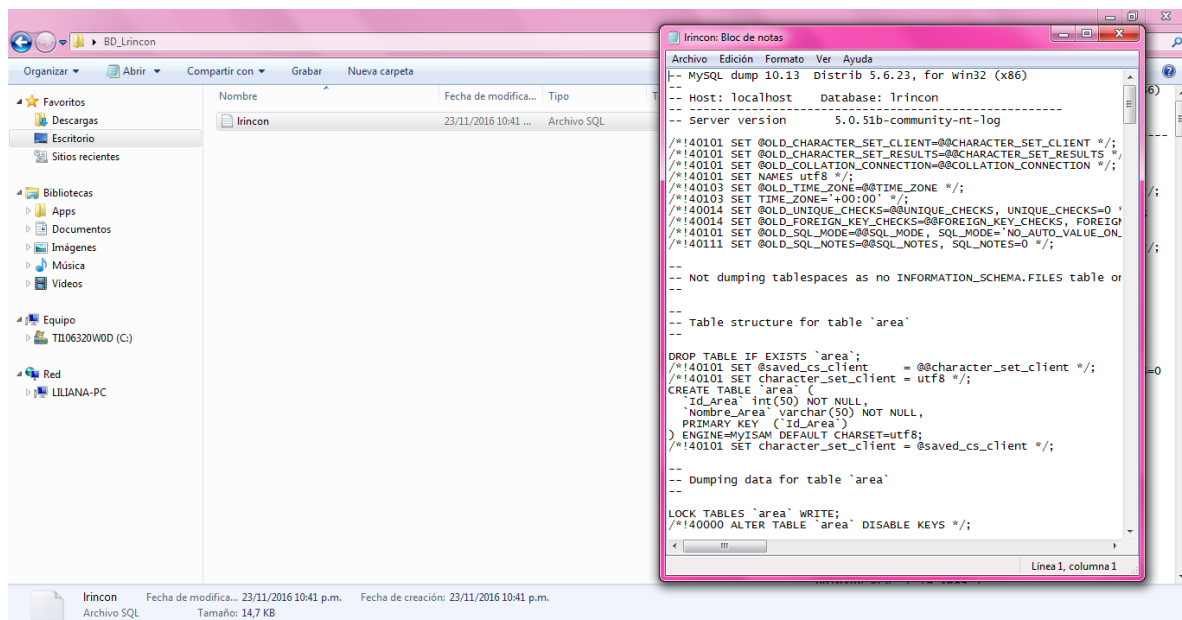 BD_Lrincon
Organizar Abrir Compartir con Grabar Nueva carpeta
Favoritos
Descargas
Escritorio
Sitios recientes
Bibliotecas
Apps
Documentos
Imágenes
Música
Vídeos
Equipo
TI106320W0D (C:)
Red
LILIANA-PC
Nombre Fecha de modifica... Tipo T
lrincon 23/11/2016 10:41 ... Archivo SQL
lrincon: Bloc de notas
Archivo Edición Formato Ver Ayuda
-- MySQL dump 10.13 Distrib 5.6.23, for Win32 (x86)
--
-- Host: localhost Database: lrincon
-- ------------------------------------------------------
-- Server version 5.0.51b-community-nt-log
/*!40101 SET @OLD_CHARACTER_SET_CLIENT=@@CHARACTER_SET_CLIENT */;
/*!40101 SET @OLD_CHARACTER_SET_RESULTS=@@CHARACTER_SET_RESULTS *
/*!40101 SET @OLD_COLLATION_CONNECTION=@@COLLATION_CONNECTION */;
/*!40101 SET NAMES utf8 */;
/*!40103 SET @OLD_TIME_ZONE=@@TIME_ZONE */;
/*!40103 SET TIME_ZONE='+00:00' */;
/*!40014 SET @OLD_UNIQUE_CHECKS=@@UNIQUE_CHECKS, UNIQUE_CHECKS=0 *
/*!40014 SET @OLD_FOREIGN_KEY_CHECKS=@@FOREIGN_KEY_CHECKS, FOREIGN
/*!40101 SET @OLD_SQL_MODE=@@SQL_MODE, SQL_MODE='NO_AUTO_VALUE_ON_
/*!40111 SET @OLD_SQL_NOTES=@@SQL_NOTES, SQL_NOTES=0 */;
--
-- Not dumping tablespaces as no INFORMATION_SCHEMA.FILES table on
--
--
-- Table structure for table `area`
--
DROP TABLE IF EXISTS `area`;
/*!40101 SET @saved_cs_client = @@character_set_client */;
/*!40101 SET character_set_client = utf8 */;
CREATE TABLE `area` (
`Id_Area` int(50) NOT NULL,
`Nombre_Area` varchar(50) NOT NULL,
PRIMARY KEY (`Id_Area`)
) ENGINE=MyISAM DEFAULT CHARSET=utf8;
/*!40101 SET character_set_client = @saved_cs_client */;
--
-- Dumping data for table `area`
--
LOCK TABLES `area` WRITE;
/*!40000 ALTER TABLE `area` DISABLE KEYS */;
Línea 1, columna 1
6)
----
/;
/;
=0
lrincon Fecha de modifica... 23/11/2016 10:41 p.m. Fecha de creación: 23/11/2016 10:41 p.m.
Archivo SQL Tamaño: 14,7 KB